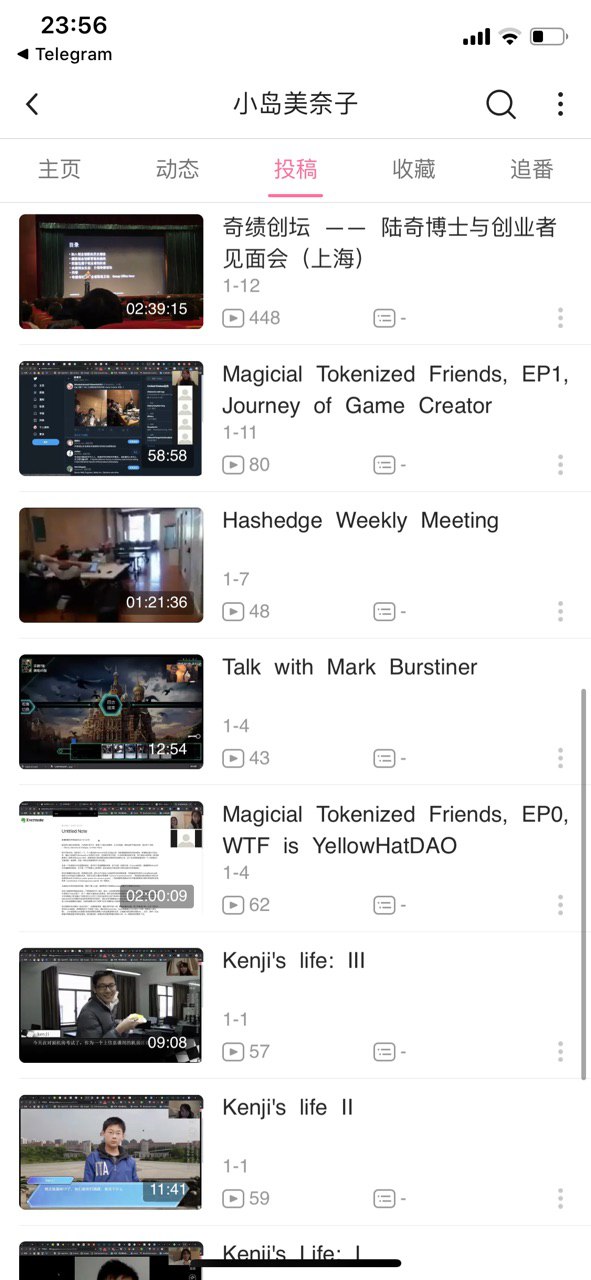 23:56
◀ Telegram
小岛美奈子
主页 动态 投稿 收藏 追番
目录
02:39:15
奇绩创坛 —— 陆奇博士与创业者
见面会（上海）
1-12
448 -
58:58
Magicial Tokenized Friends, EP1,
Journey of Game Creator
1-11
80 -
01:21:36
Hashedge Weekly Meeting
1-7
48 -
12:54
Talk with Mark Burstiner
1-4
43 -
Untitled Note
02:00:09
Magicial Tokenized Friends, EP0,
WTF is YellowHatDAO
1-4
62 -
09:08
Kenji's life: III
1-1
57 -
ITA
11:41
Kenji's life II
1-1
59 -
Kenji's Life: I